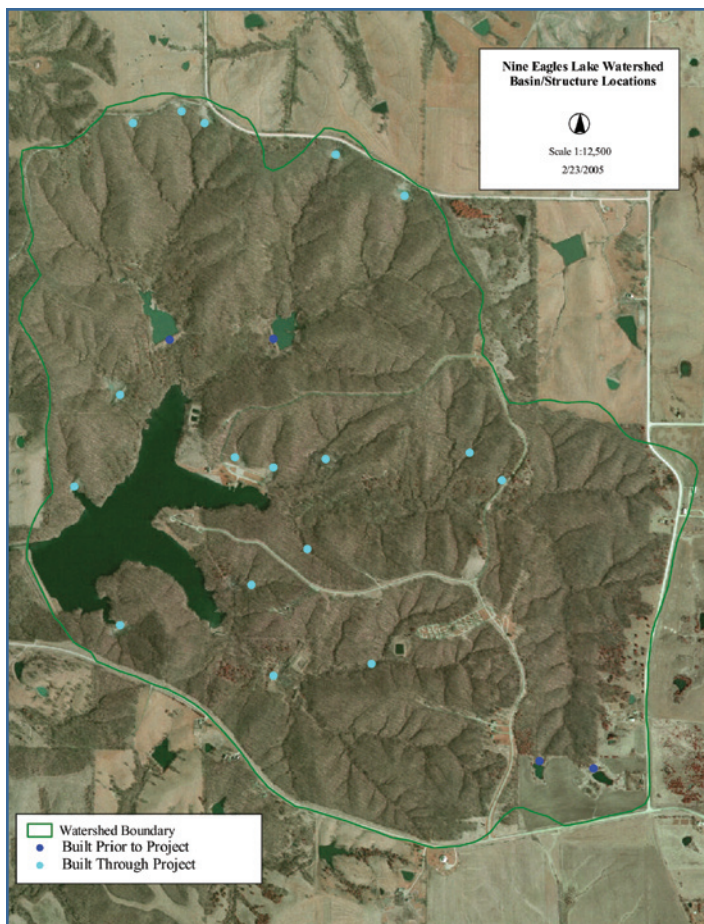 Nine Eagles Lake Watershed
Basin/Structure Locations
Scale 1:12,500
2/23/2005
Watershed Boundary
Built Prior to Project
Built Through Project